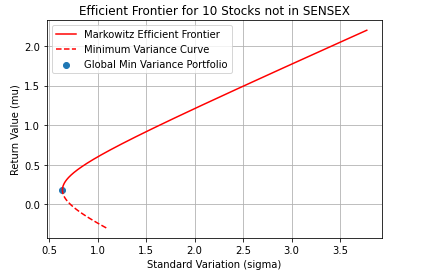 Efficient Frontier for 10 Stocks not in SENSEX
Markowitz Efficient Frontier
Minimum Variance Curve
Global Min Variance Portfolio
Return Value (mu)
2.0
1.5
1.0
0.5
0.0
0.5 1.0 1.5 2.0 2.5 3.0 3.5
Standard Variation (sigma)